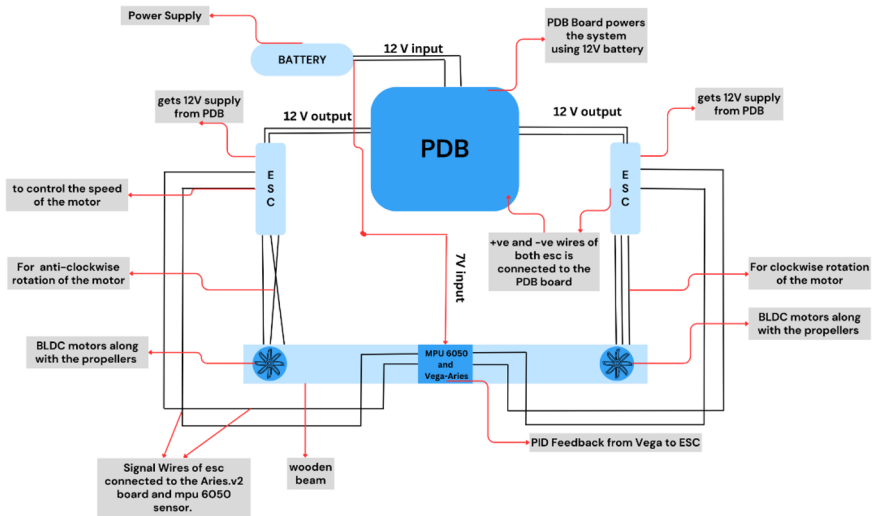 Power Supply
PDB Board powers
the system
using 12V battery
12 V input
BATTERY
gets 12V supply
from PDB
12 V output
12 V output
gets 12V supply
from PDB
PDB
E
S
C
E
S
C
to control the speed
of the motor
+ve and -ve wires of
both esc is
connected to the
PDB board
7V input
For anti-clockwise
rotation of the motor
For clockwise rotation
of the motor
BLDC motors along
with the propellers
BLDC motors along
with the propellers
MPU 6050
and
Vega-Aries
PID Feedback from Vega to ESC
Signal Wires of esc
connected to the Aries.v2
board and mpu 6050
sensor.
wooden
beam